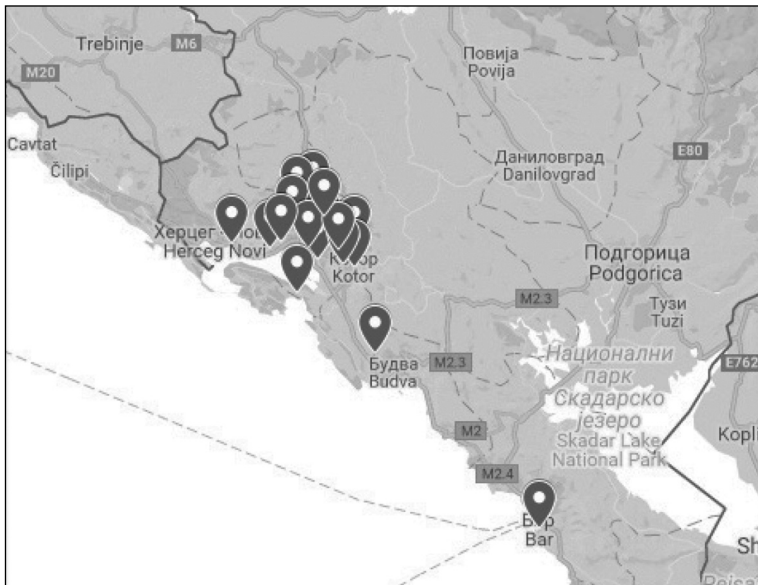 Trebinje
M6
M20
Повија
Povija
Cavtat
Čilipi
E80
Даниловград
Danilovgrad
Херцег
Herceg Novi
Kotor
Подгорица
Podgorica
M2.3
Тузи
Tuzi
Будва
Budva
M2.3
E762
Национални
парк
Скадарско
језеро
Skadar Lake
National Park
M2
Kopli
M2.4
Bar
Sh